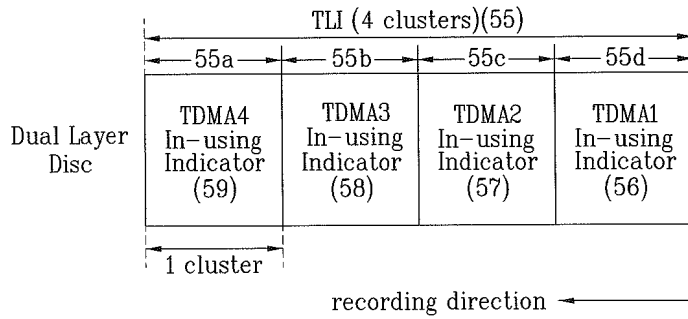 TLI (4 clusters)(55)
55a 55b 55c 55d
Dual Layer
Disc
TDMA4
In-using
Indicator
(59)
TDMA3
In-using
Indicator
(58)
TDMA2
In-using
Indicator
(57)
TDMA1
In-using
Indicator
(56)
1 cluster
recording direction